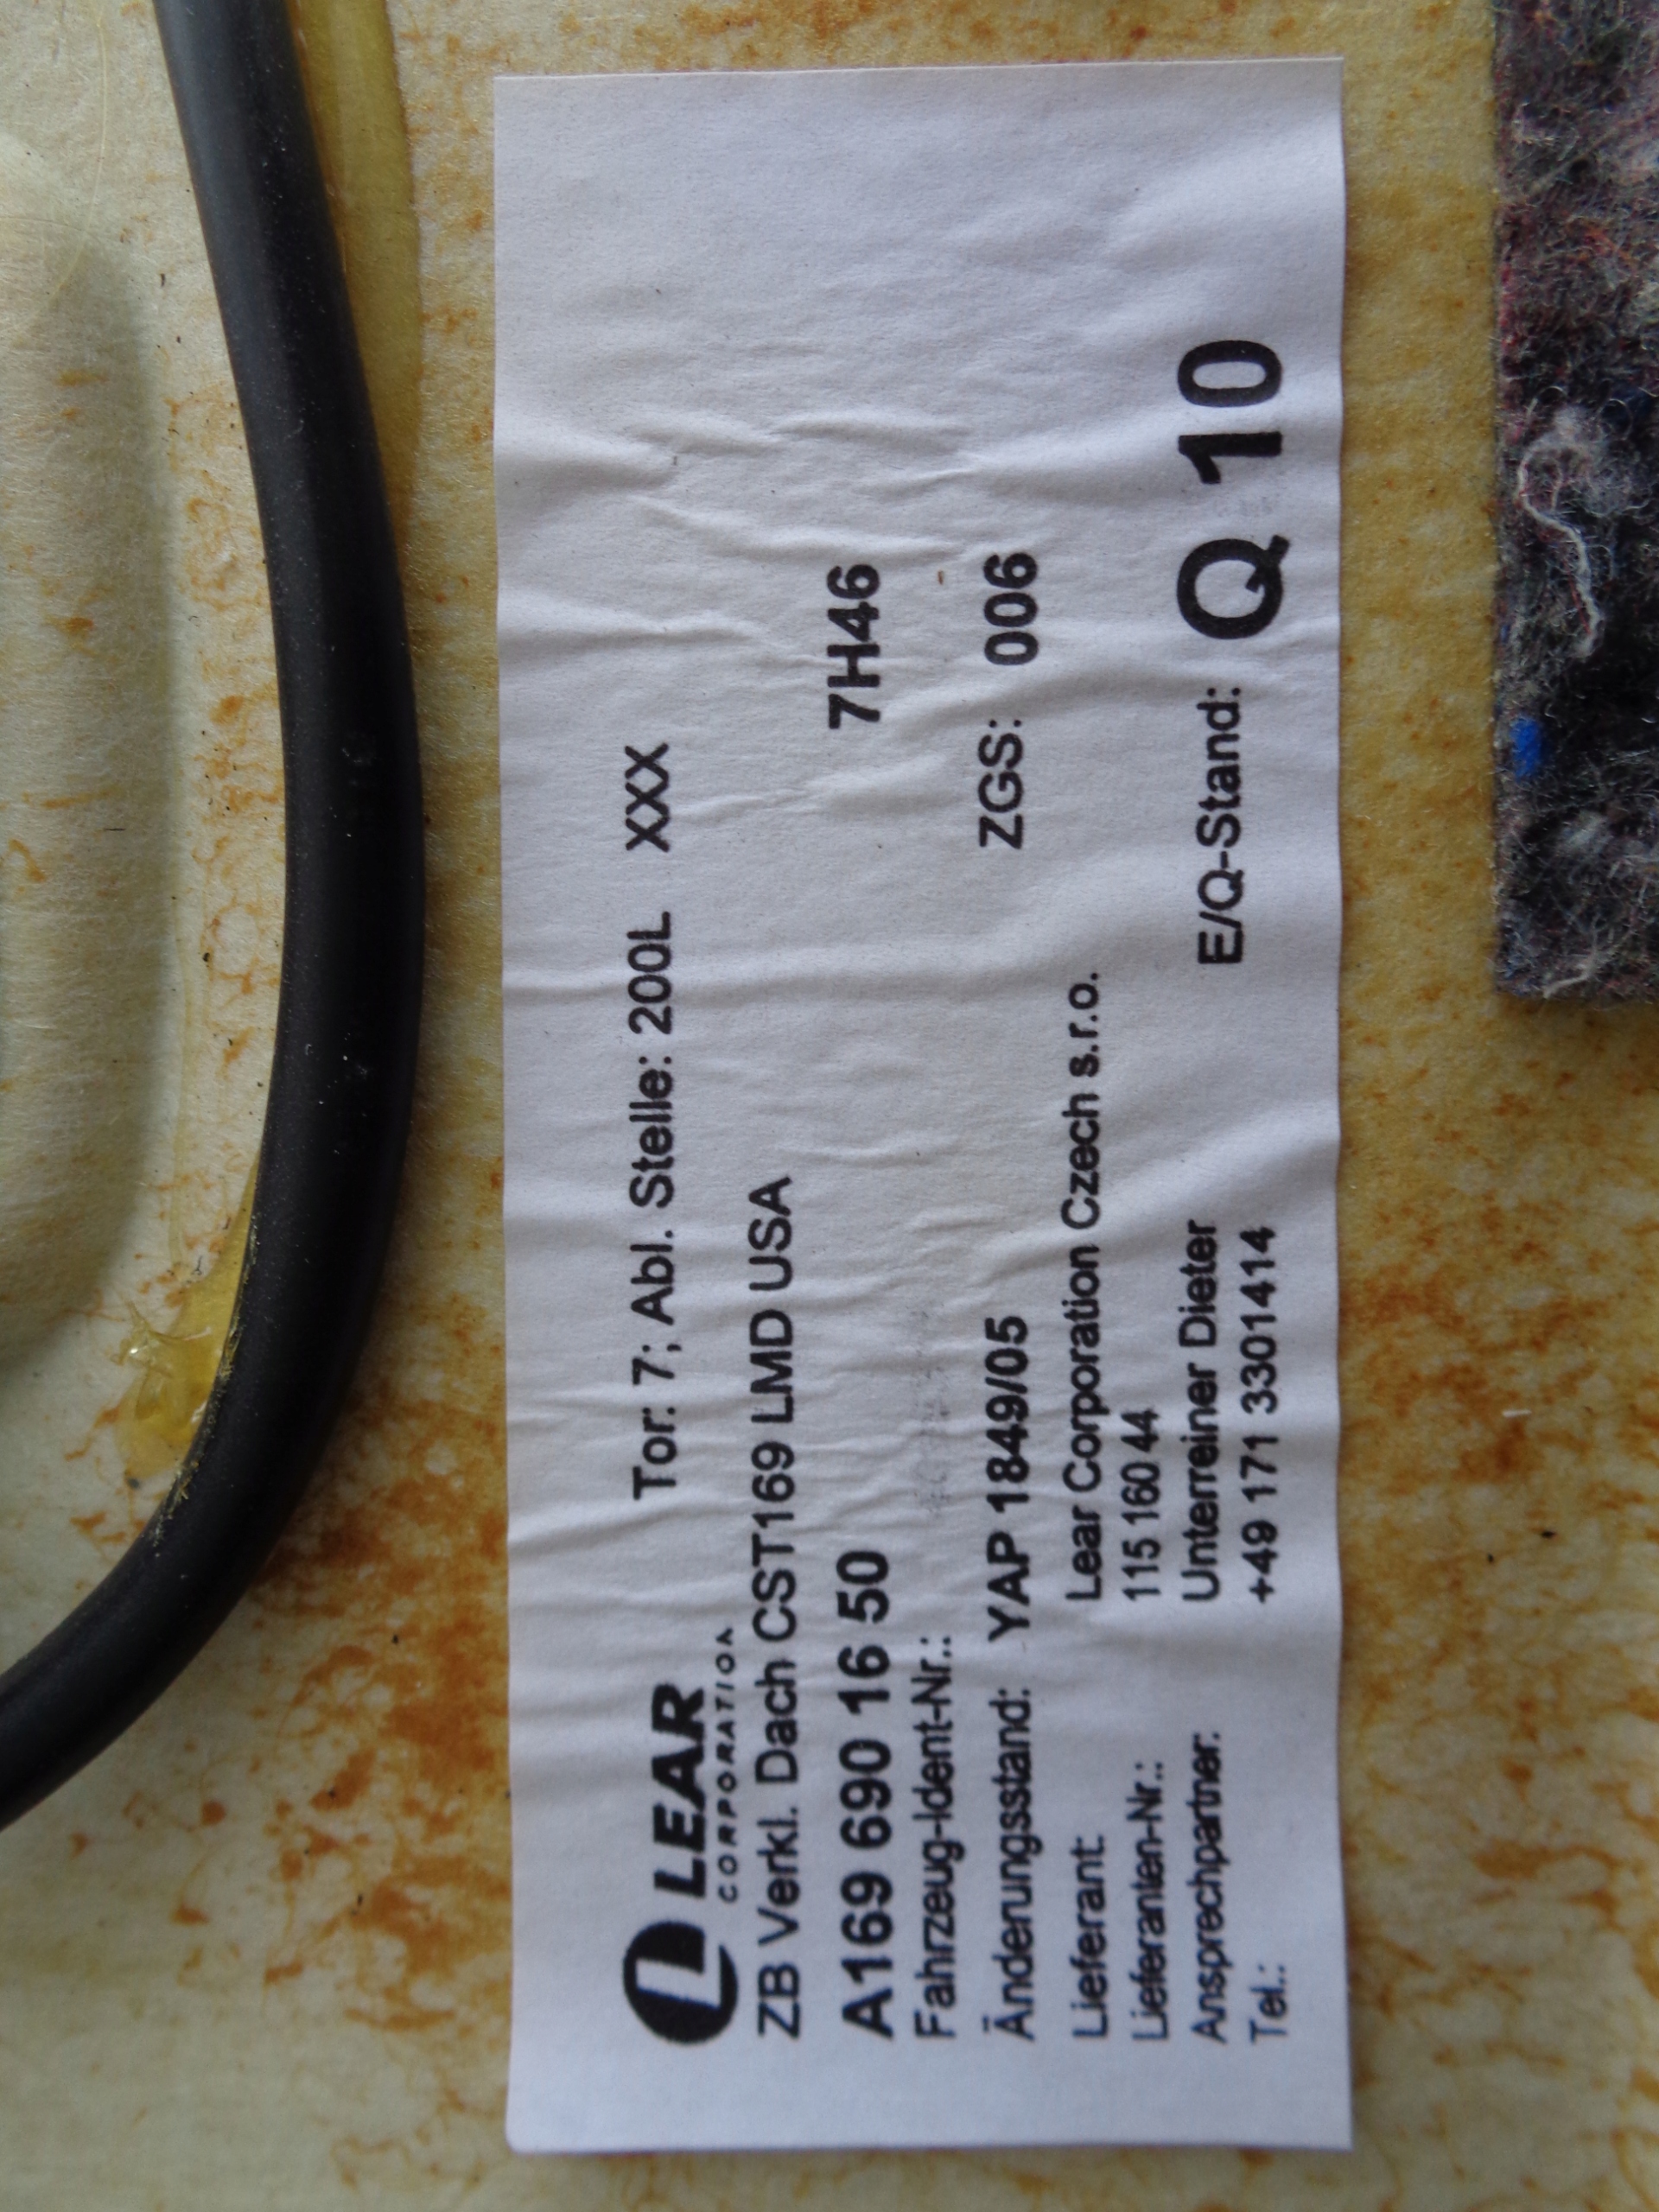 LEAR Tor: 7; Abl. Stelle: 200L XXX
CORPORATION
ZB Verkl. Dach CST169 LMD USA
A169 690 16 50 7H46
Fahrzeug-Ident-Nr.:
Änderungsstand: YAP 1849/05 ZGS: 006
Lieferant: Lear Corporation Czech s.r.o.
Lieferanten-Nr.: 115 160 44
Ansprechpartner: Unterreiner Dieter E/Q-Stand: Q 10
Tel.: +49 171 3301414